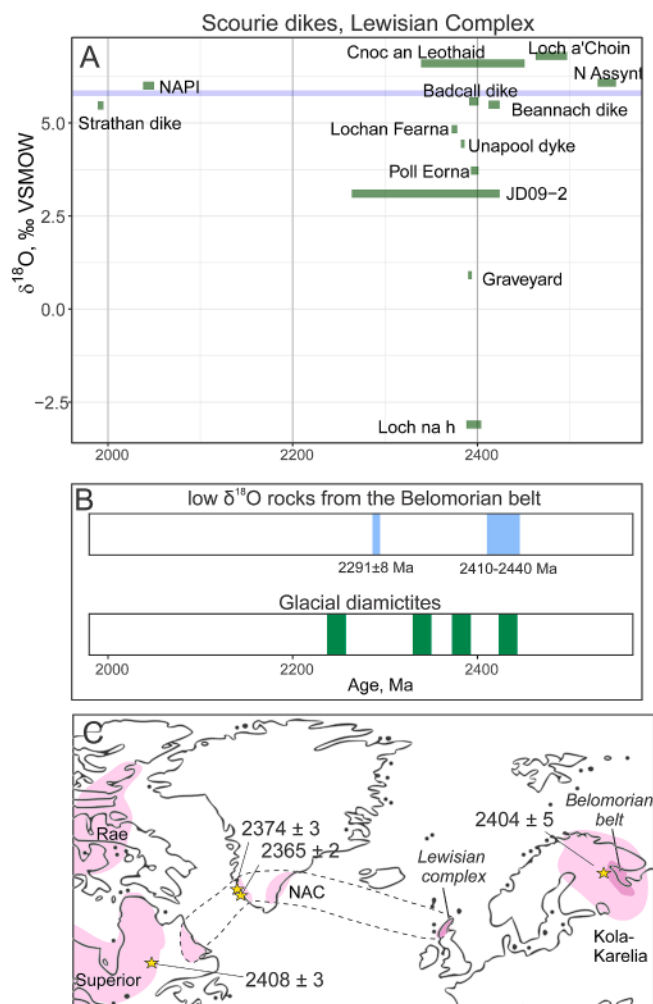 Scourie dikes, Lewisian Complex
A
Cnoc an Leothaid
Loch a'Choin
NAPI
N Assynt
Badcall dike
Strathan dike
Beannach dike
Lochan Fearna
Unapool dyke
Poll Eorna
JD09−2
Graveyard
Loch na h
5.0
2.5
0.0
−2.5
δ18O, ‰ VSMOW
2000
2200
2400
B
low δ18O rocks from the Belomorian belt
2291±8 Ma
2410-2440 Ma
Glacial diamictites
2000
2200
2400
Age, Ma
C
Rae
2374 ± 3
2365 ± 2
NAC
Lewisian
complex
2404 ± 5
Belomorian
belt
Kola-
Karelia
Superior
2408 ± 3